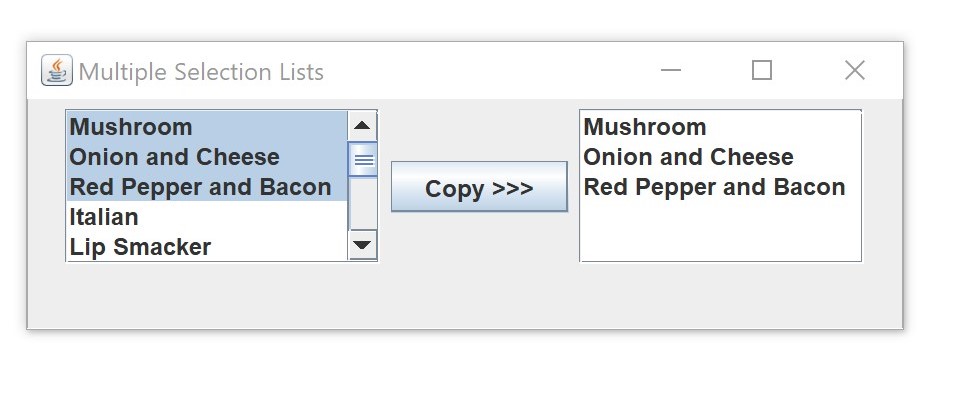 Multiple Selection Lists
Mushroom
Onion and Cheese
Red Pepper and Bacon
Italian
Lip Smacker
Copy >>>
Mushroom
Onion and Cheese
Red Pepper and Bacon